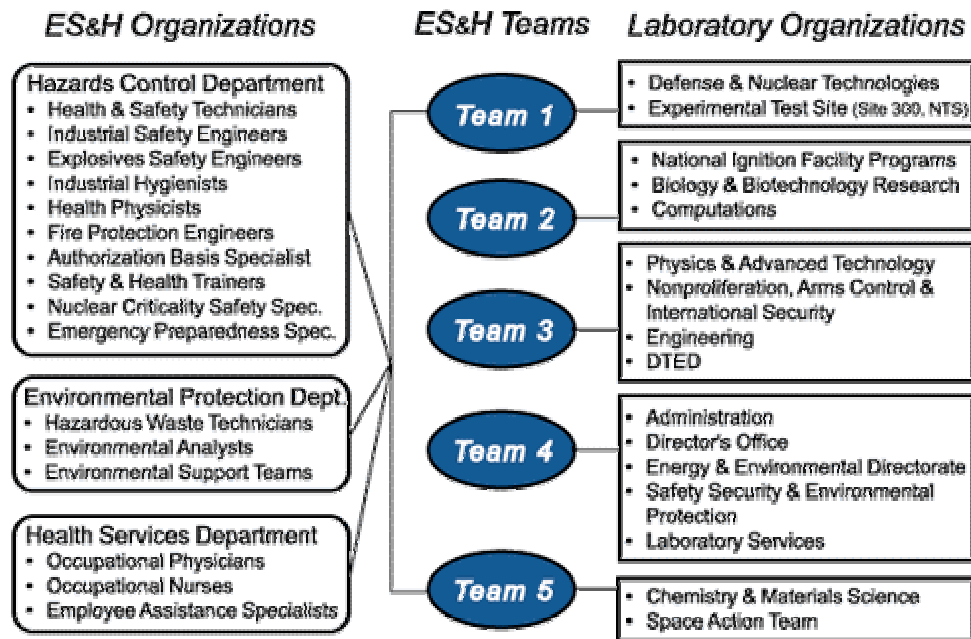 ES&H Organizations
Hazards Control Department
• Health & Safety Technicians
• Industrial Safety Engineers
• Explosives Safety Engineers
• Industrial Hygienists
• Health Physicists
• Fire Protection Engineers
• Authorization Basis Specialist
• Safety & Health Trainers
• Nuclear Criticality Safety Spec.
• Emergency Preparedness Spec.
Environmental Protection Dept.
• Hazardous Waste Technicians
• Environmental Analysts
• Environmental Support Teams
Health Services Department
• Occupational Physicians
• Occupational Nurses
• Employee Assistance Specialists
ES&H Teams
Team 1
Team 2
Team 3
Team 4
Team 5
Laboratory Organizations
• Defense & Nuclear Technologies
• Experimental Test Site (Site 300, NTS)
• National Ignition Facility Programs
• Biology & Biotechnology Research
• Computations
• Physics & Advanced Technology
• Nonproliferation, Arms Control &
International Security
• Engineering
• DTED
• Administration
• Director's Office
• Energy & Environmental Directorate
• Safety Security & Environmental
Protection
• Laboratory Services
• Chemistry & Materials Science
• Space Action Team